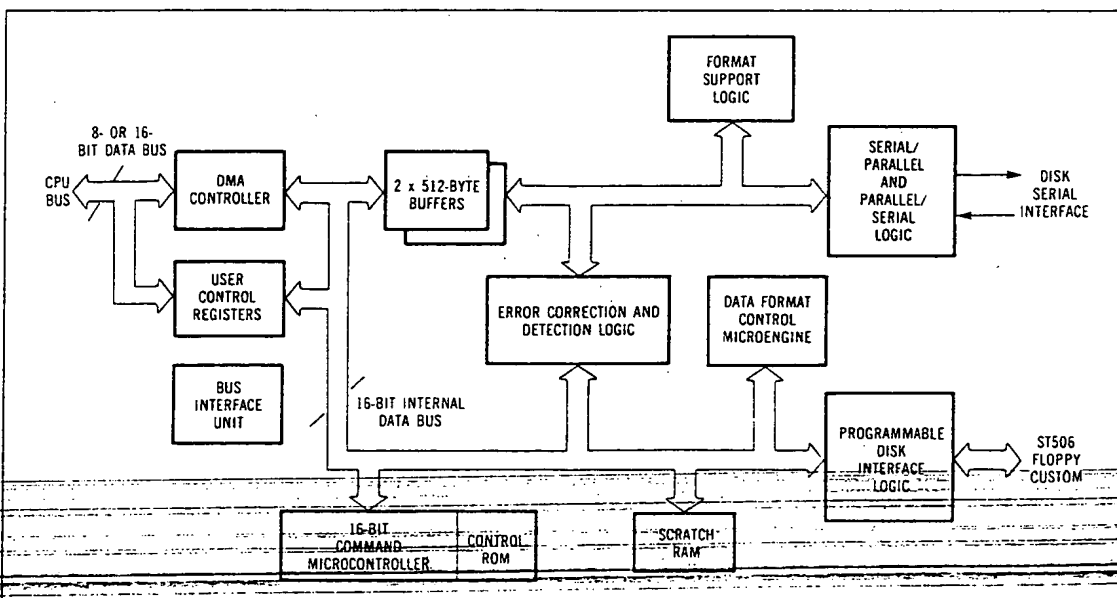 FORMAT
SUPPORT
LOGIC
8- OR 16-
BIT DATA BUS
CPU
BUS
DMA
CONTROLLER
2 x 512-BYTE
BUFFERS
SERIAL/
PARALLEL
AND
PARALLEL/
SERIAL
LOGIC
DISK
SERIAL
INTERFACE
USER
CONTROL
REGISTERS
ERROR CORRECTION AND
DETECTION LOGIC
DATA FORMAT
CONTROL
MICROENGINE
BUS
INTERFACE
UNIT
16-BIT INTERNAL
DATA BUS
PROGRAMMABLE
DISK
INTERFACE
LOGIC
ST506
FLOPPY
CUSTOM
16-BIT
COMMAND
MICROCONTROLLER
CONTROL
ROM
SCRATCH
RAM